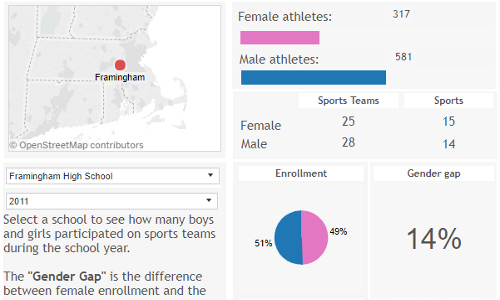 Framingham
© OpenStreetMap contributors
Framingham High School
2011
Select a school to see how many boys
and girls participated on sports teams
during the school year.
The "Gender Gap" is the difference
between female enrollment and the
Female athletes: 317
Male athletes: 581
Sports Teams Sports
Female 25 15
Male 28 14
Enrollment
51% 49%
Gender gap
14%